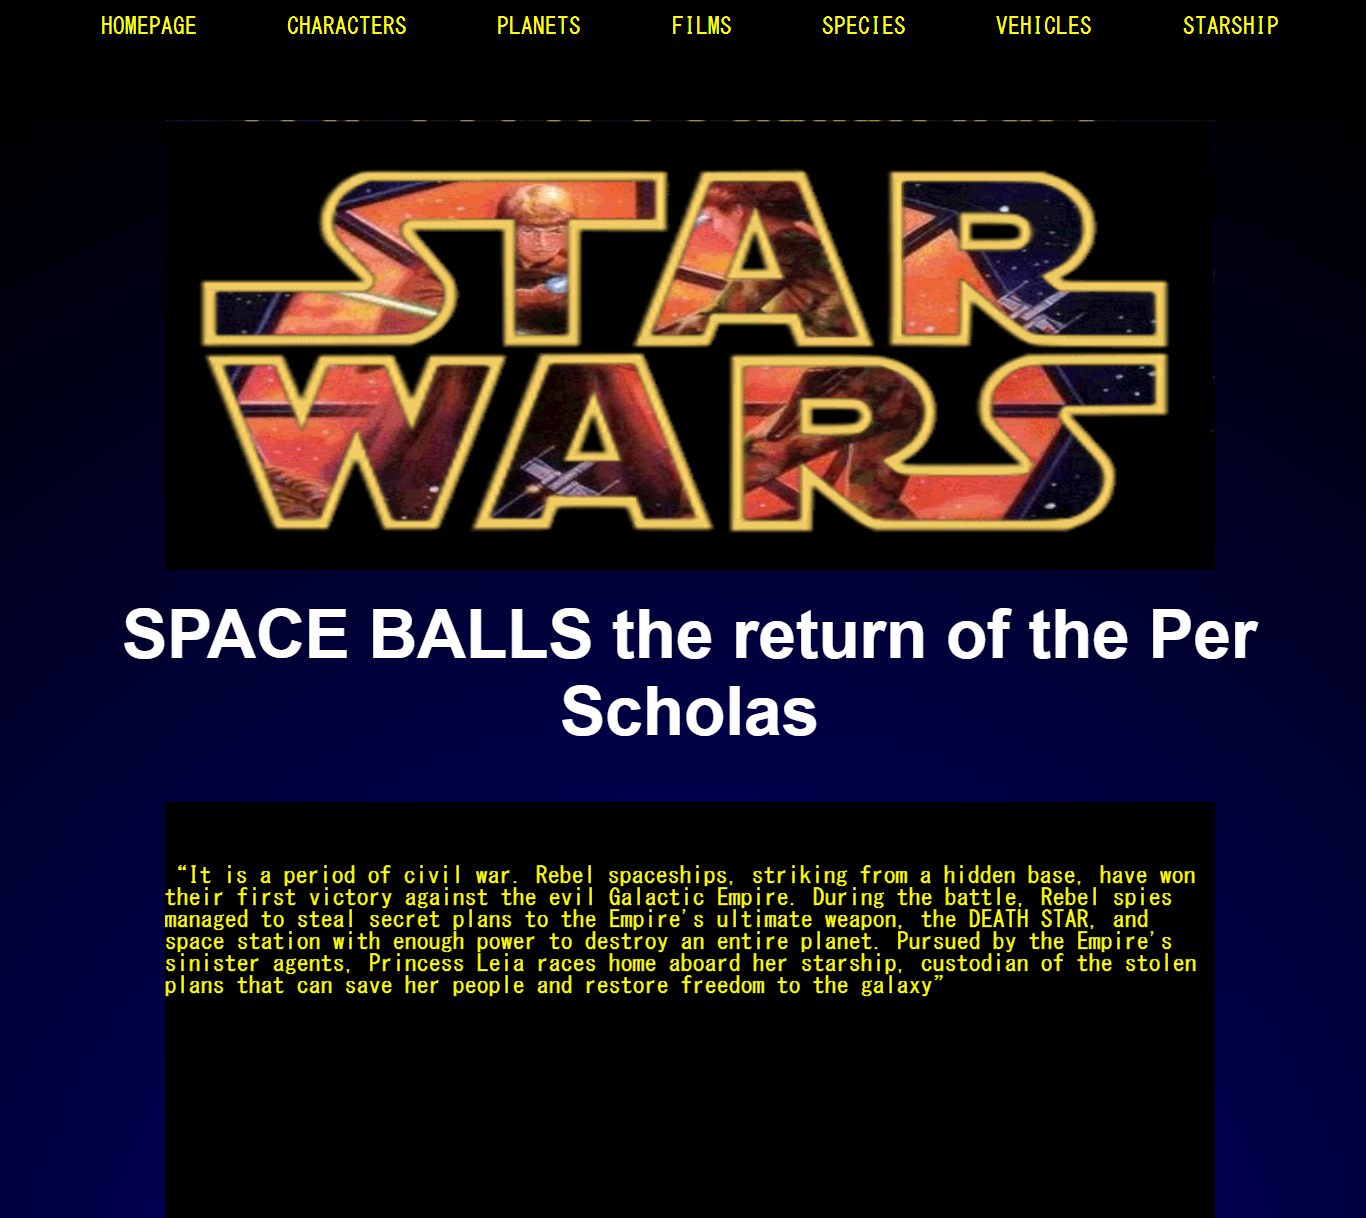 HOMEPAGE CHARACTERS PLANETS FILMS SPECIES VEHICLES STARSHIP
STAR
WARS
SPACE BALLS the return of the Per
Scholas
“It is a period of civil war. Rebel spaceships, striking from a hidden base, have won
their first victory against the evil Galactic Empire. During the battle, Rebel spies
managed to steal secret plans to the Empire’s ultimate weapon, the DEATH STAR, and
space station with enough power to destroy an entire planet. Pursued by the Empire’s
sinister agents, Princess Leia races home aboard her starship, custodian of the stolen
plans that can save her people and restore freedom to the galaxy”